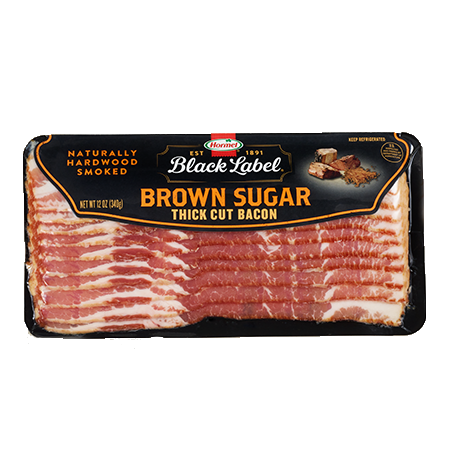 Hormel
EST 1891
Black Label
NATURALLY
HARDWOOD
SMOKED
KEEP REFRIGERATED
BROWN SUGAR
THICK CUT BACON
NET WT 12 OZ (340g)